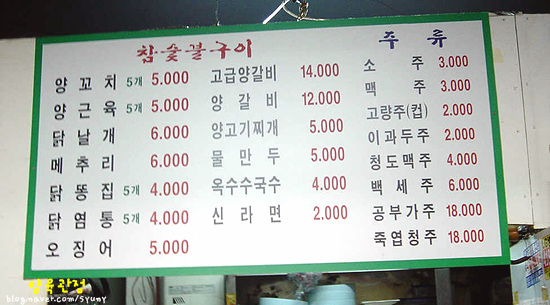 참숯불구이
양꼬치 5개 5.000
양근육 5개 5.000
닭날개 6.000
메추리 6.000
닭똥집 5개 4.000
닭염통 5개 4.000
오징어 5.000
고급양갈비 14.000
양갈비 12.000
양고기찌개 5.000
물만두 5.000
옥수수국수 4.000
신라면 2.000
주류
소주 3.000
맥주 3.000
고량주(컵) 2.000
이과두주 2.000
청도맥주 4.000
백세주 6.000
공부가주 18.000
죽엽청주 18.000
blog.naver.com/syuny